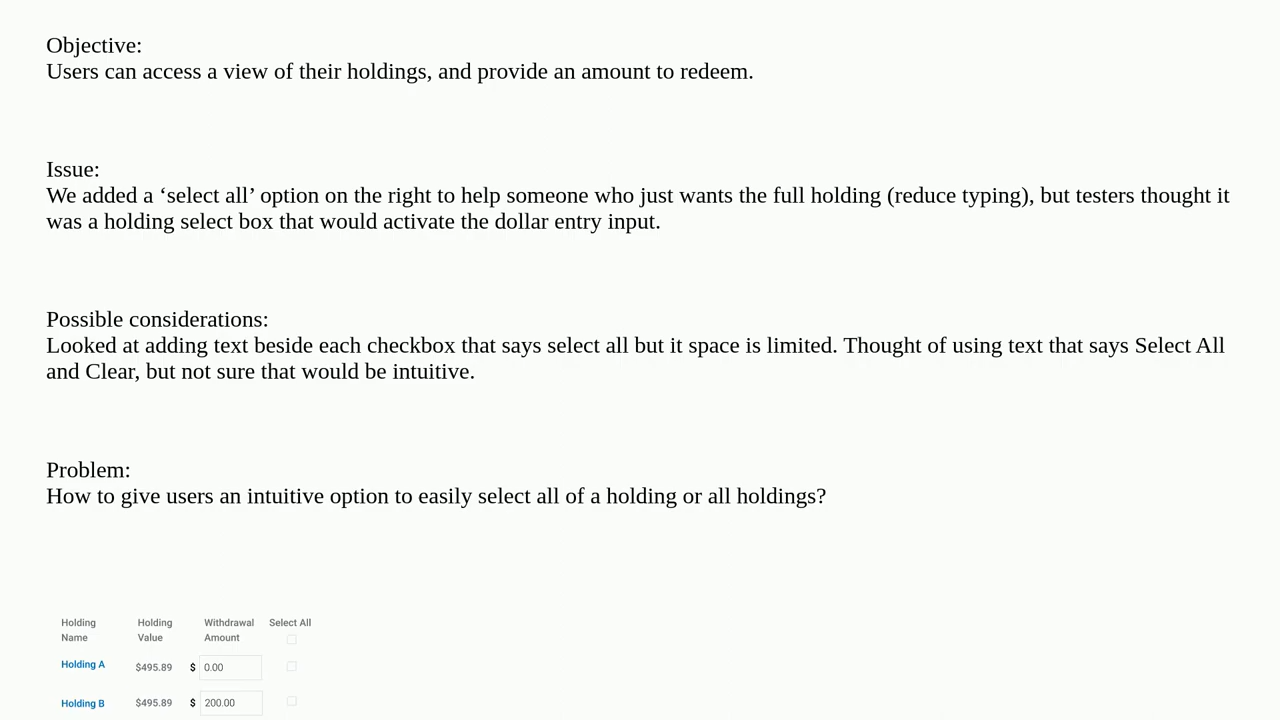 Objective:
Users can access a view of their holdings, and provide an amount to redeem.
Issue:
We added a ‘select all’ option on the right to help someone who just wants the full holding (reduce typing), but testers thought it
was a holding select box that would activate the dollar entry input.
Possible considerations:
Looked at adding text beside each checkbox that says select all but it space is limited. Thought of using text that says Select All
and Clear, but not sure that would be intuitive.
Problem:
How to give users an intuitive option to easily select all of a holding or all holdings?
Holding Holding Withdrawal Select All
Name Value Amount
Holding A $495.89 $ 0.00
Holding B $495.89 $ 200.00